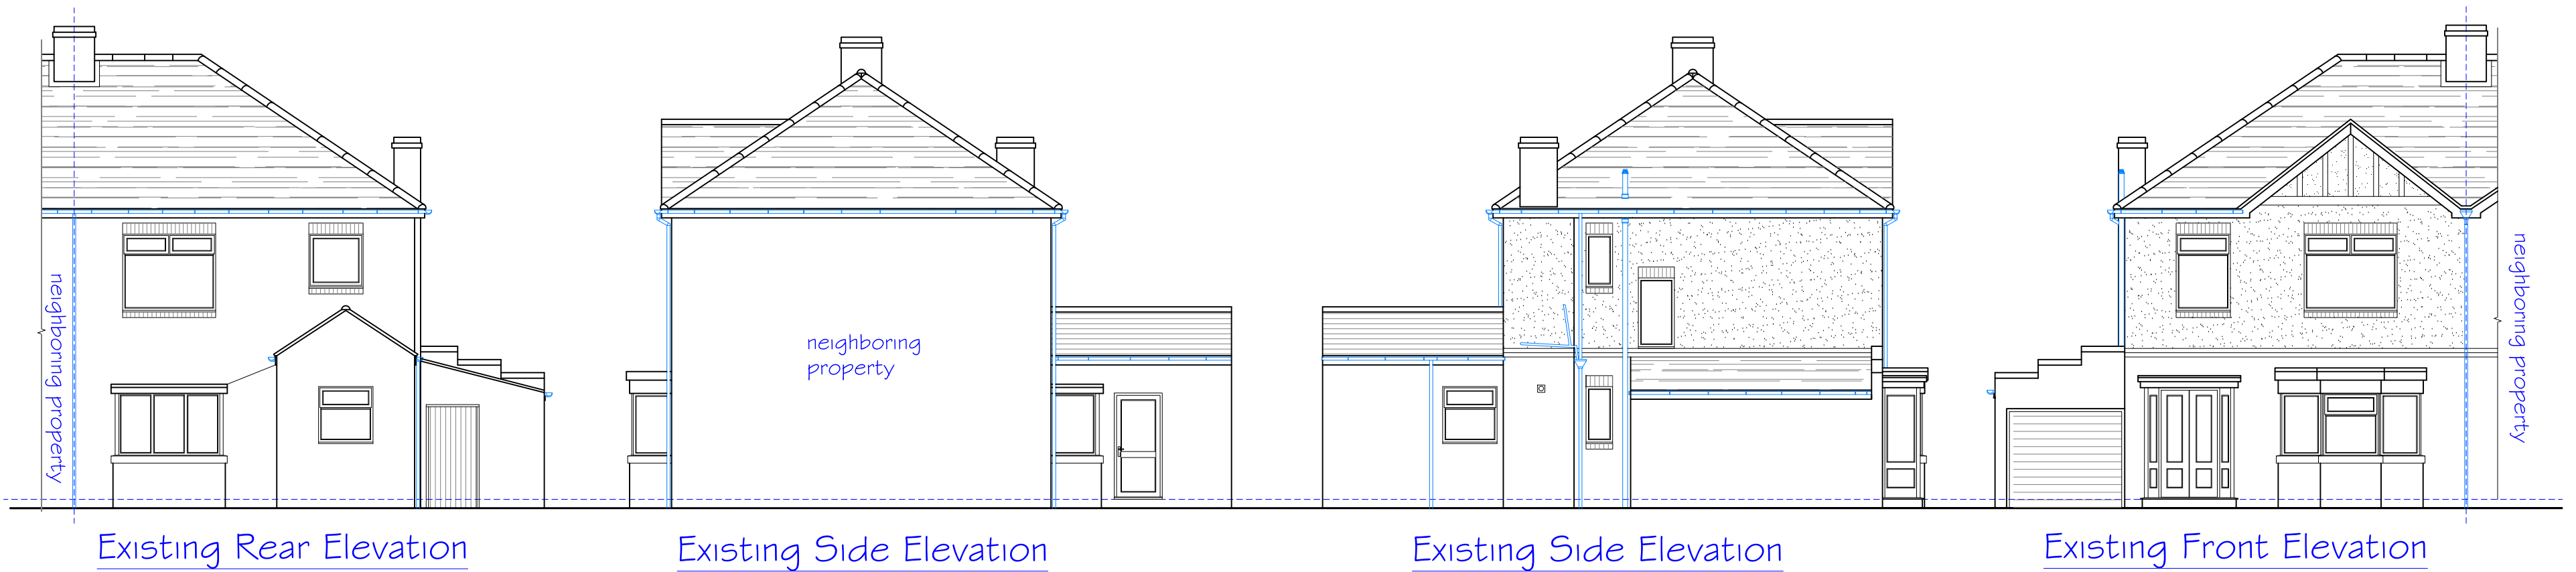 neighboring property
Existing Rear Elevation
neighboring
property
Existing Side Elevation
Existing Side Elevation
Existing Front Elevation
neighboring property